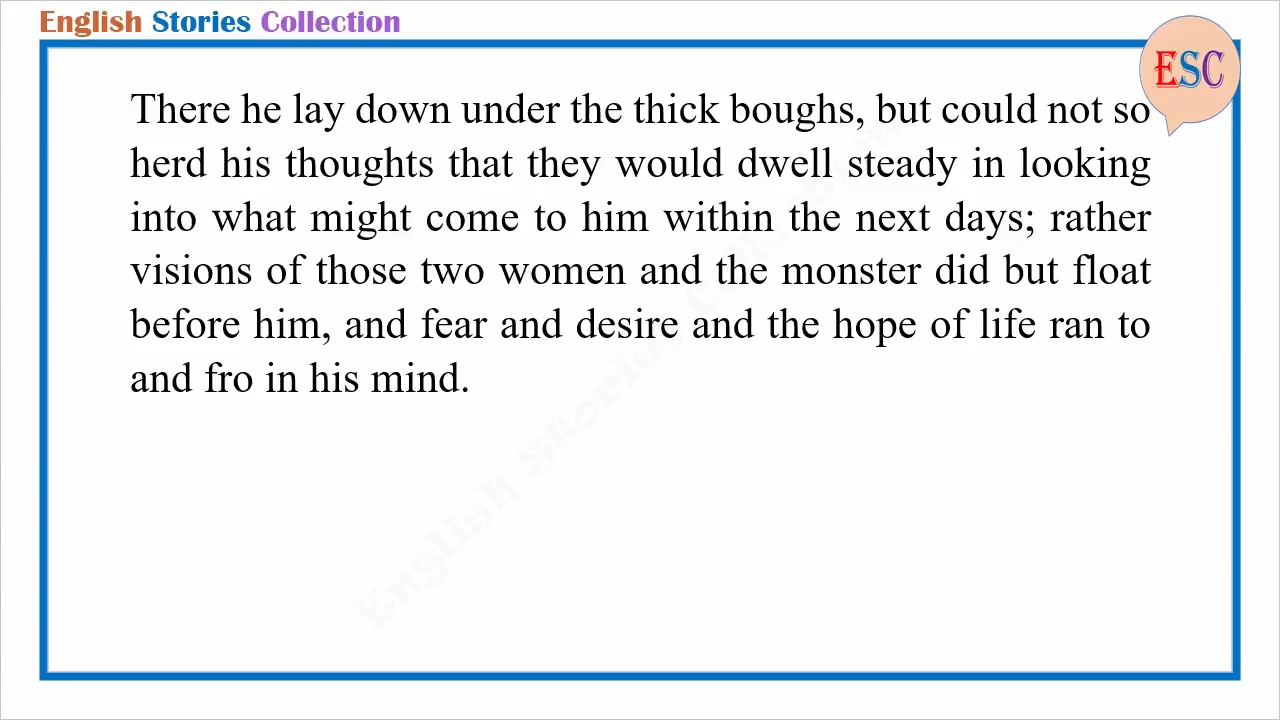 English Stories Collection
ESC
There he lay down under the thick boughs, but could not so
herd his thoughts that they would dwell steady in looking
into what might come to him within the next days; rather
visions of those two women and the monster did but float
before him, and fear and desire and the hope of life ran to
and fro in his mind.
English Stories Collection